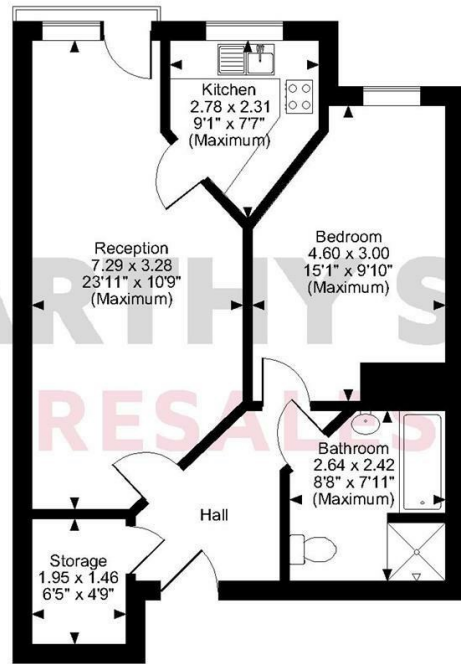 Kitchen
2.78 x 2.31
9'1" x 7'7"
(Maximum)
Reception
7.29 x 3.28
23'11" x 10'9"
(Maximum)
Bedroom
4.60 x 3.00
15'1" x 9'10"
(Maximum)
ARTHY S
RESALES
Bathroom
2.64 x 2.42
8'8" x 7'11"
(Maximum)
Hall
Storage
1.95 x 1.46
6'5" x 4'9"